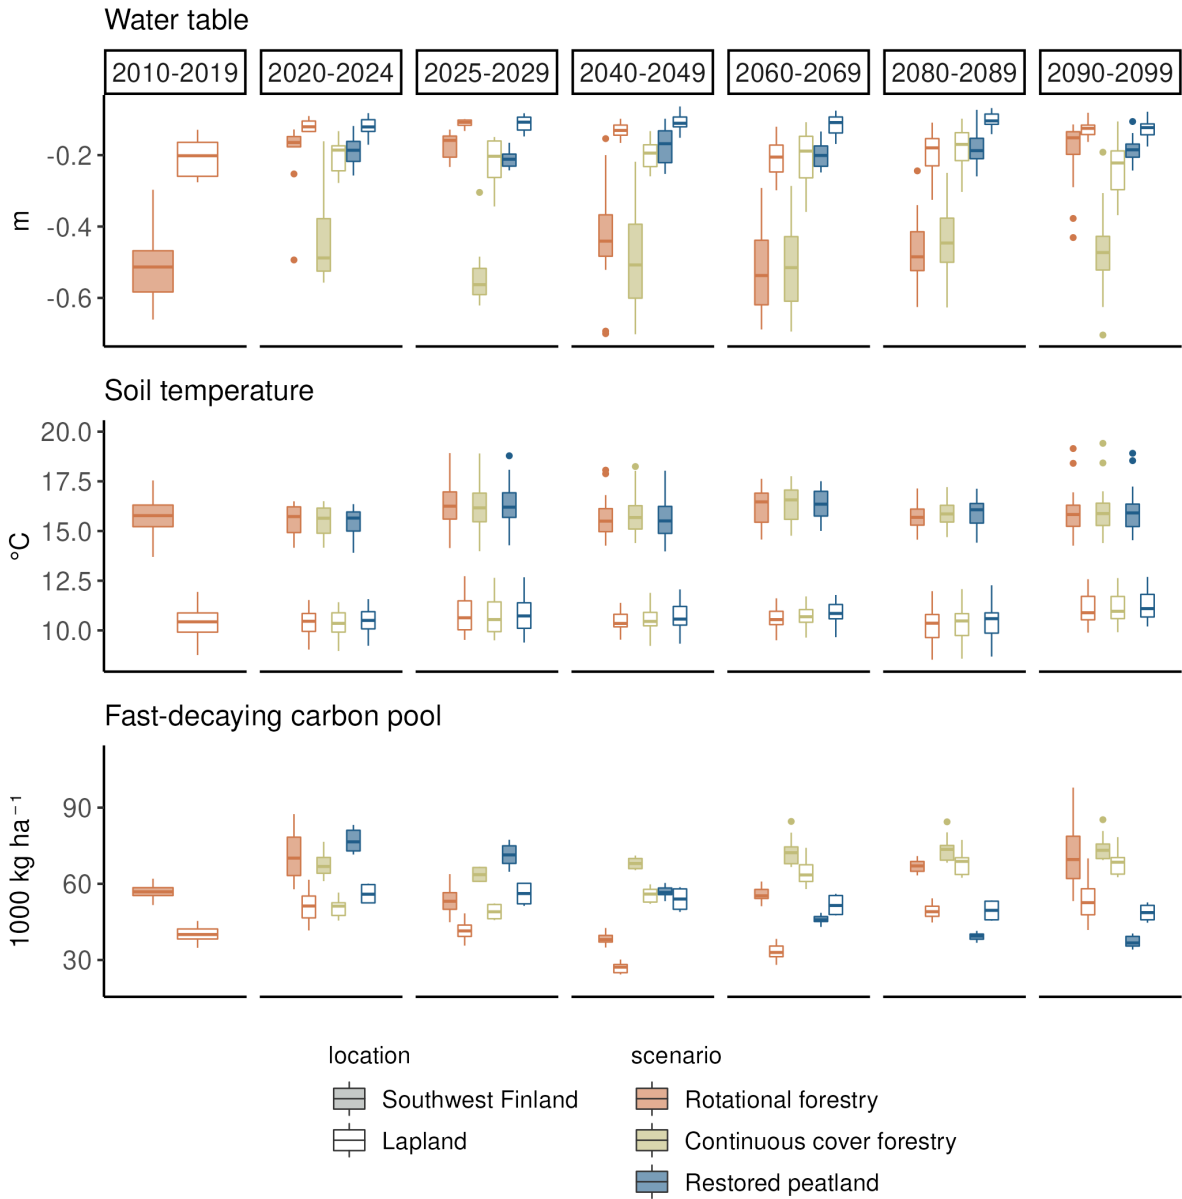 Water table
2010-2019 2020-2024 2025-2029 2040-2049 2060-2069 2080-2089 2090-2099
-0.2
-0.4
-0.6
m
Soil temperature
20.0
17.5
15.0
12.5
10.0
°C
Fast-decaying carbon pool
90
60
30
1000 kg ha⁻¹
location
Southwest Finland
Lapland
scenario
Rotational forestry
Continuous cover forestry
Restored peatland